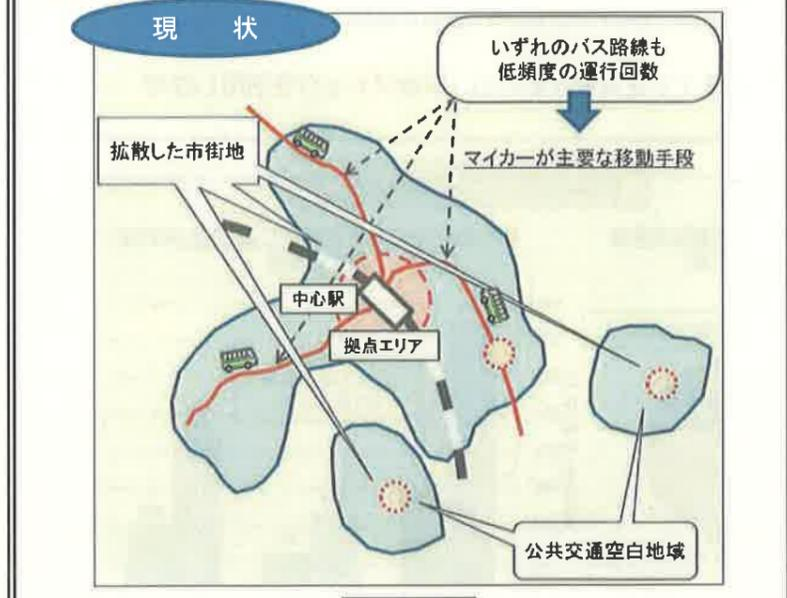 現　状
いずれのバス路線も
低頻度の運行回数
拡散した市街地
マイカーが主要な移動手段
中心駅
拠点エリア
公共交通空白地域